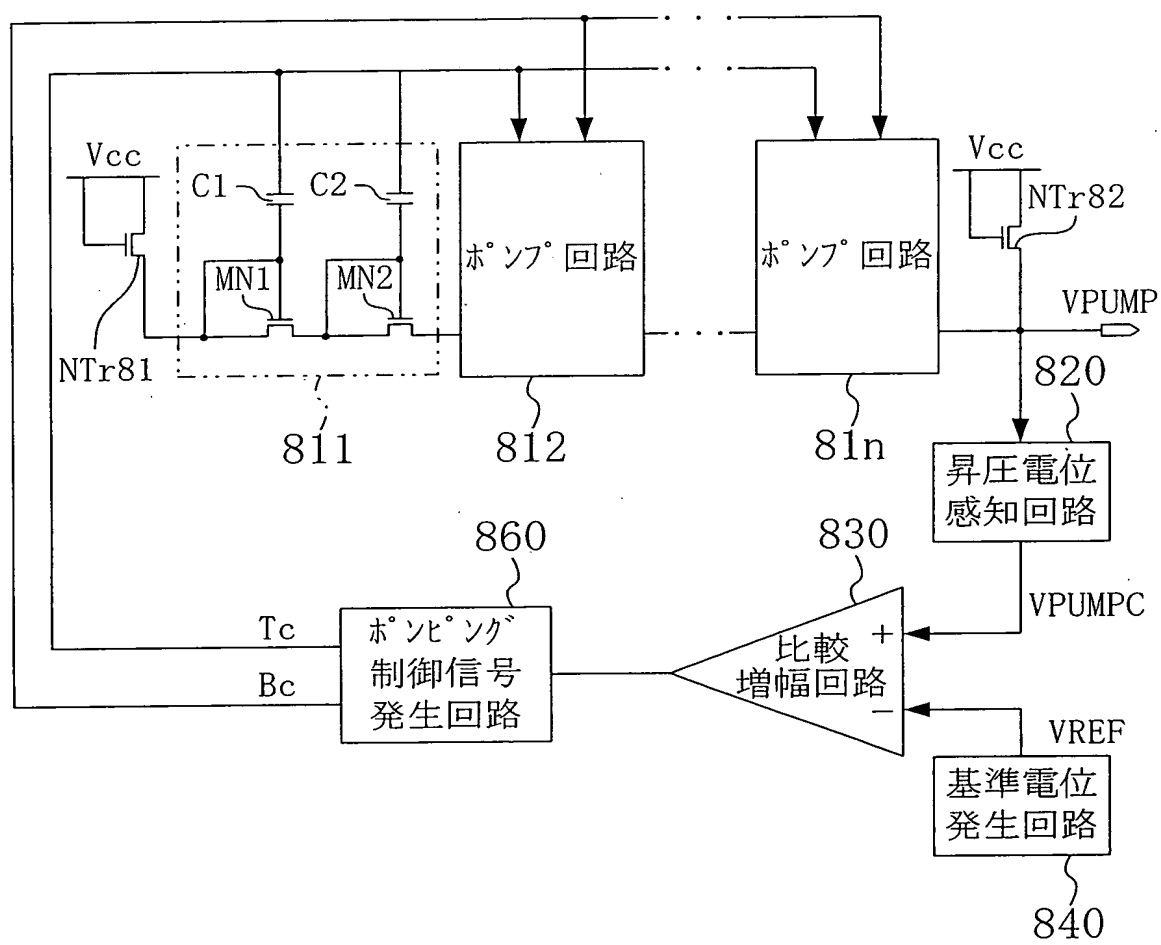 Vcc
C1
C2
MN1
MN2
NTr81
811
ﾎﾟﾝﾌﾟ回路
812
ﾎﾟﾝﾌﾟ回路
81n
Vcc
NTr82
VPUMP
820
昇圧電位
感知回路
VPUMPC
830
+
比較
増幅回路
−
VREF
基準電位
発生回路
840
860
ﾎﾟﾝﾋﾟﾝｸﾞ
制御信号
発生回路
Tc
Bc